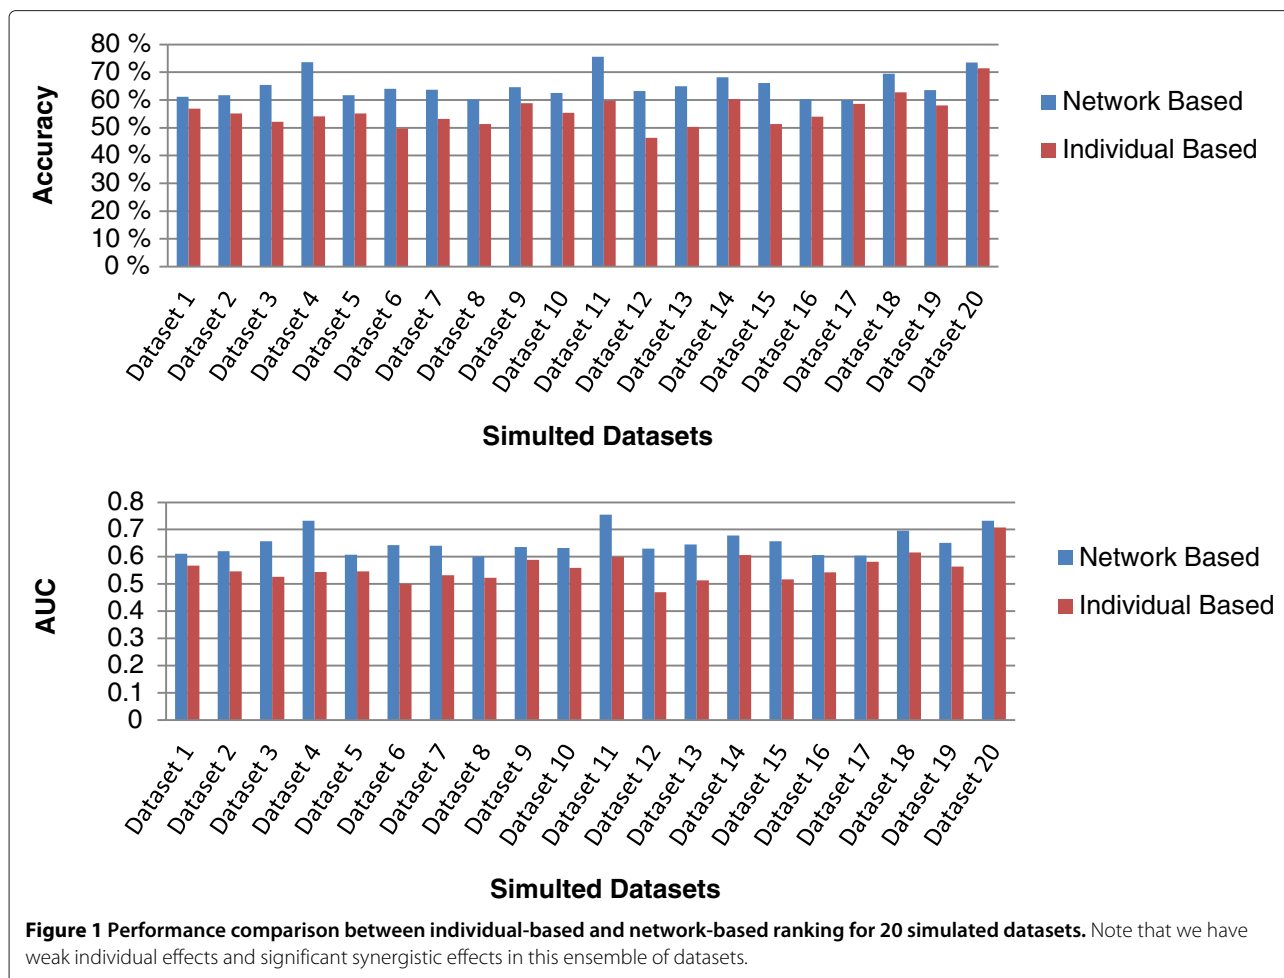 80 %
70 %
60 %
50 %
40 %
30 %
20 %
10 %
0 %
Accuracy
Network Based
Individual Based
Dataset 1
Dataset 2
Dataset 3
Dataset 4
Dataset 5
Dataset 6
Dataset 7
Dataset 8
Dataset 9
Dataset 10
Dataset 11
Dataset 12
Dataset 13
Dataset 14
Dataset 15
Dataset 16
Dataset 17
Dataset 18
Dataset 19
Dataset 20
Simulted Datasets
0.8
0.7
0.6
0.5
0.4
0.3
0.2
0.1
0
AUC
Network Based
Individual Based
Dataset 1
Dataset 2
Dataset 3
Dataset 4
Dataset 5
Dataset 6
Dataset 7
Dataset 8
Dataset 9
Dataset 10
Dataset 11
Dataset 12
Dataset 13
Dataset 14
Dataset 15
Dataset 16
Dataset 17
Dataset 18
Dataset 19
Dataset 20
Simulted Datasets
Figure 1 Performance comparison between individual-based and network-based ranking for 20 simulated datasets. Note that we have
weak individual effects and significant synergistic effects in this ensemble of datasets.